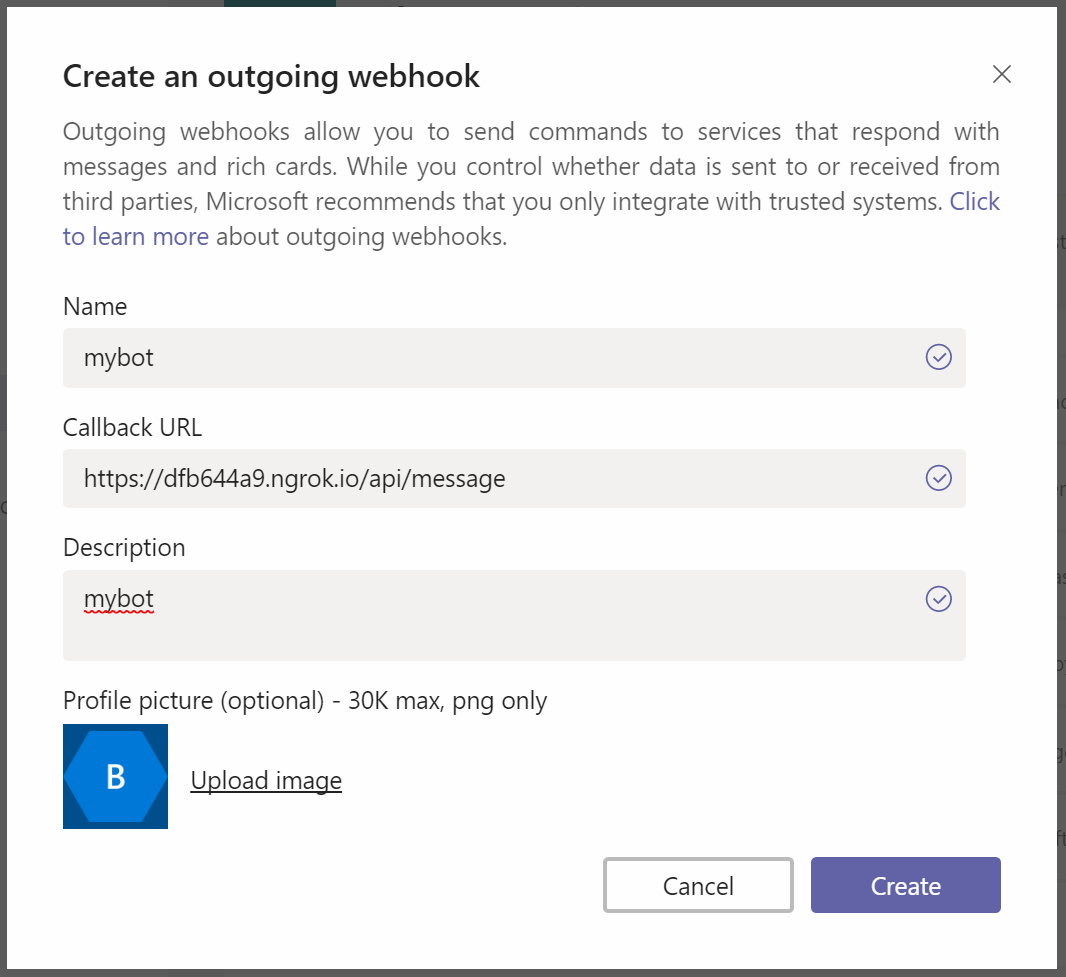 Create an outgoing webhook
Outgoing webhooks allow you to send commands to services that respond with
messages and rich cards. While you control whether data is sent to or received from
third parties, Microsoft recommends that you only integrate with trusted systems. Click
to learn more about outgoing webhooks.
Name
mybot
Callback URL
https://dfb644a9.ngrok.io/api/message
Description
mybot
Profile picture (optional) - 30K max, png only
B
Upload image
Cancel
Create